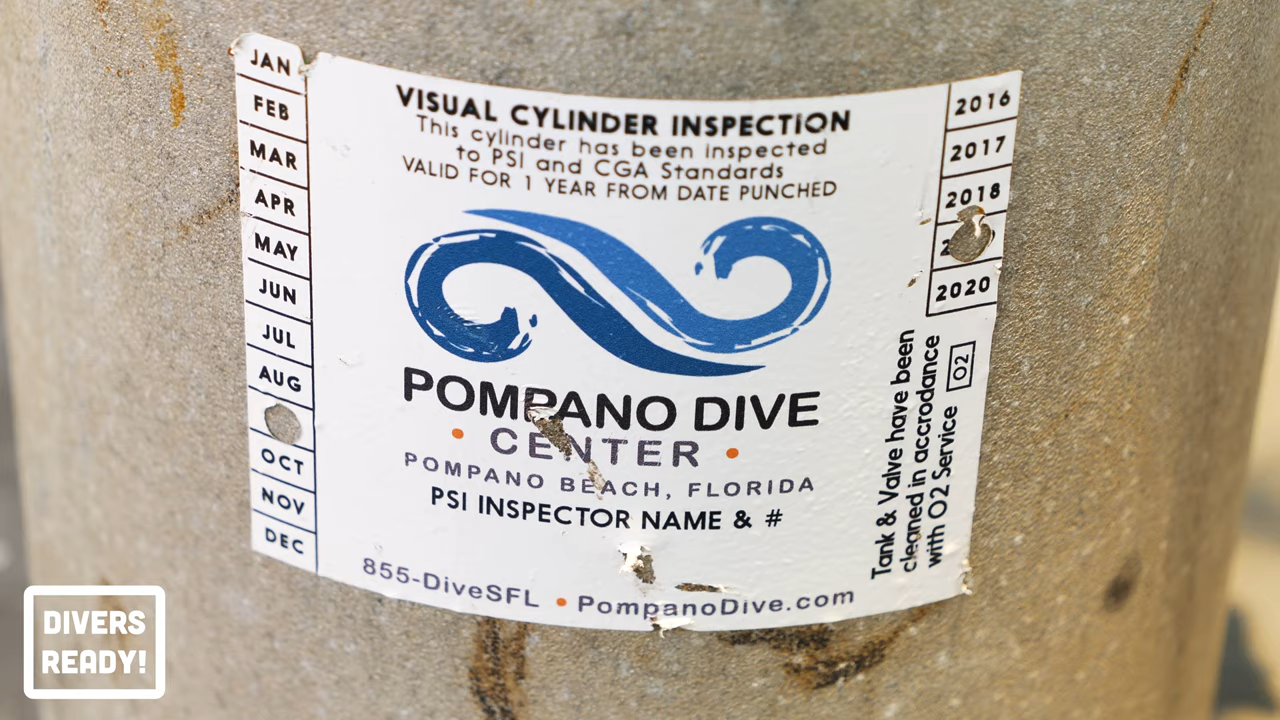 JAN
FEB
MAR
APR
MAY
JUN
JUL
AUG
OCT
NOV
DEC
VISUAL CYLINDER INSPECTION
This cylinder has been inspected
to PSI and CGA Standards
VALID FOR 1 YEAR FROM DATE PUNCHED
POMPANO DIVE
• CENTER •
POMPANO BEACH, FLORIDA
PSI INSPECTOR NAME & #
855-DiveSFL • PompanoDive.com
2016
2017
2018
2020
Tank & Valve have been
cleaned in accrodance
with O2 Service
O2
DIVERS
READY!